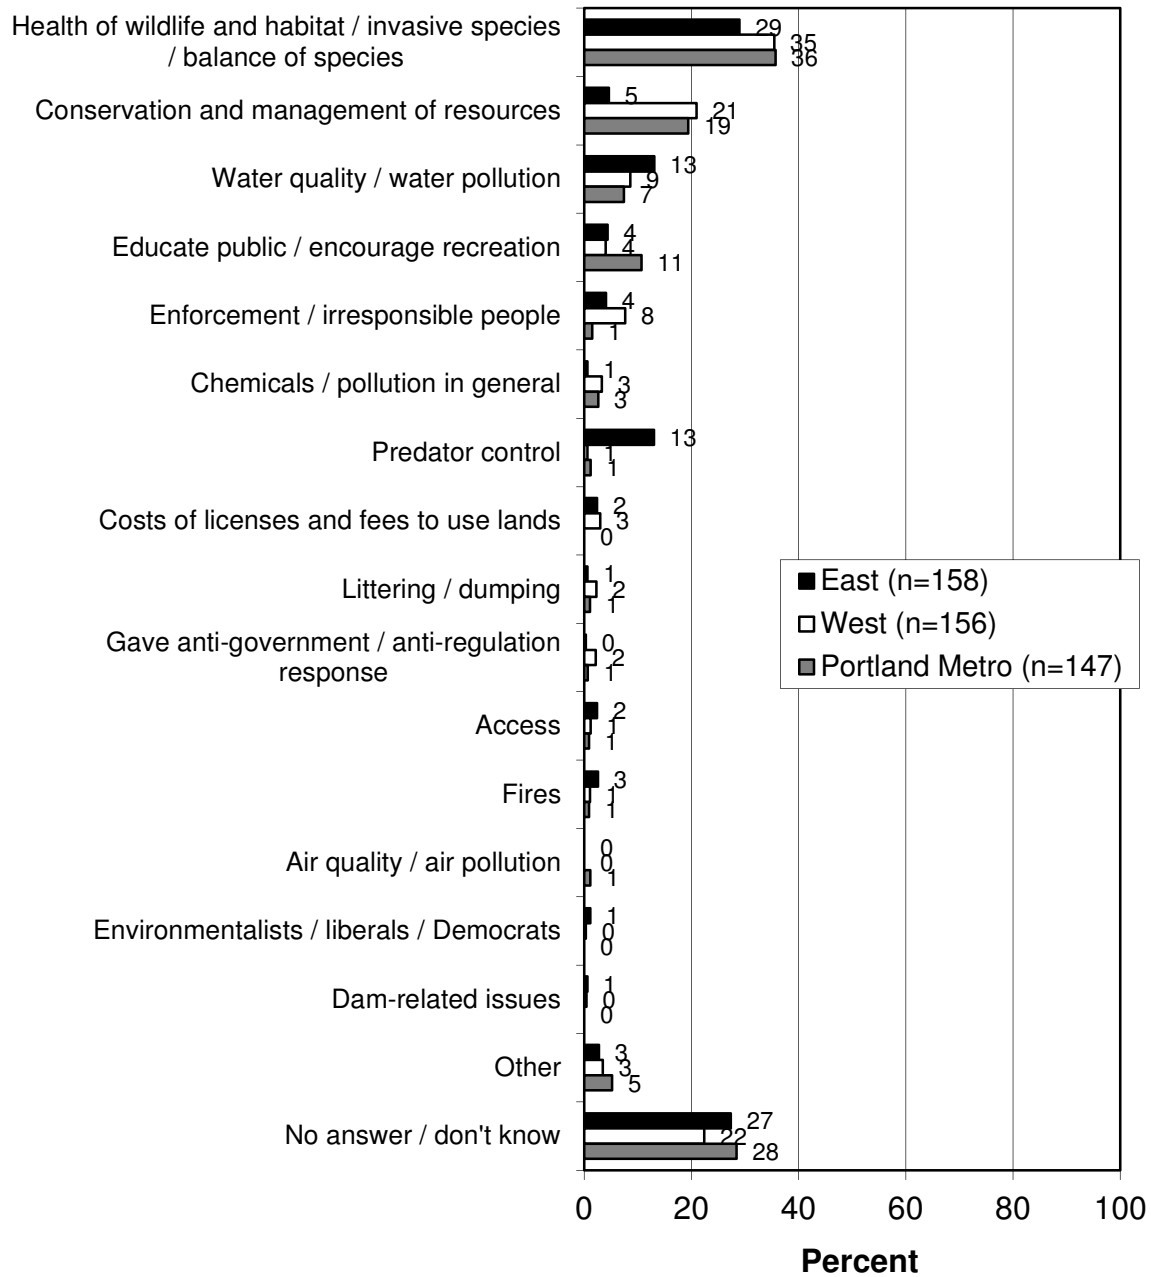 Health of wildlife and habitat / invasive species
/ balance of species
29
35
36
Conservation and management of resources
5
21
19
Water quality / water pollution
13
9
7
Educate public / encourage recreation
4
4
11
Enforcement / irresponsible people
4
8
1
Chemicals / pollution in general
1
3
3
Predator control
13
1
1
Costs of licenses and fees to use lands
2
3
0
Littering / dumping
1
2
1
Gave anti-government / anti-regulation
response
0
2
1
Access
2
1
1
Fires
3
1
1
Air quality / air pollution
0
0
1
Environmentalists / liberals / Democrats
1
0
0
Dam-related issues
1
0
0
Other
3
3
5
No answer / don't know
27
22
28
East (n=158)
West (n=156)
Portland Metro (n=147)
0 20 40 60 80 100
Percent